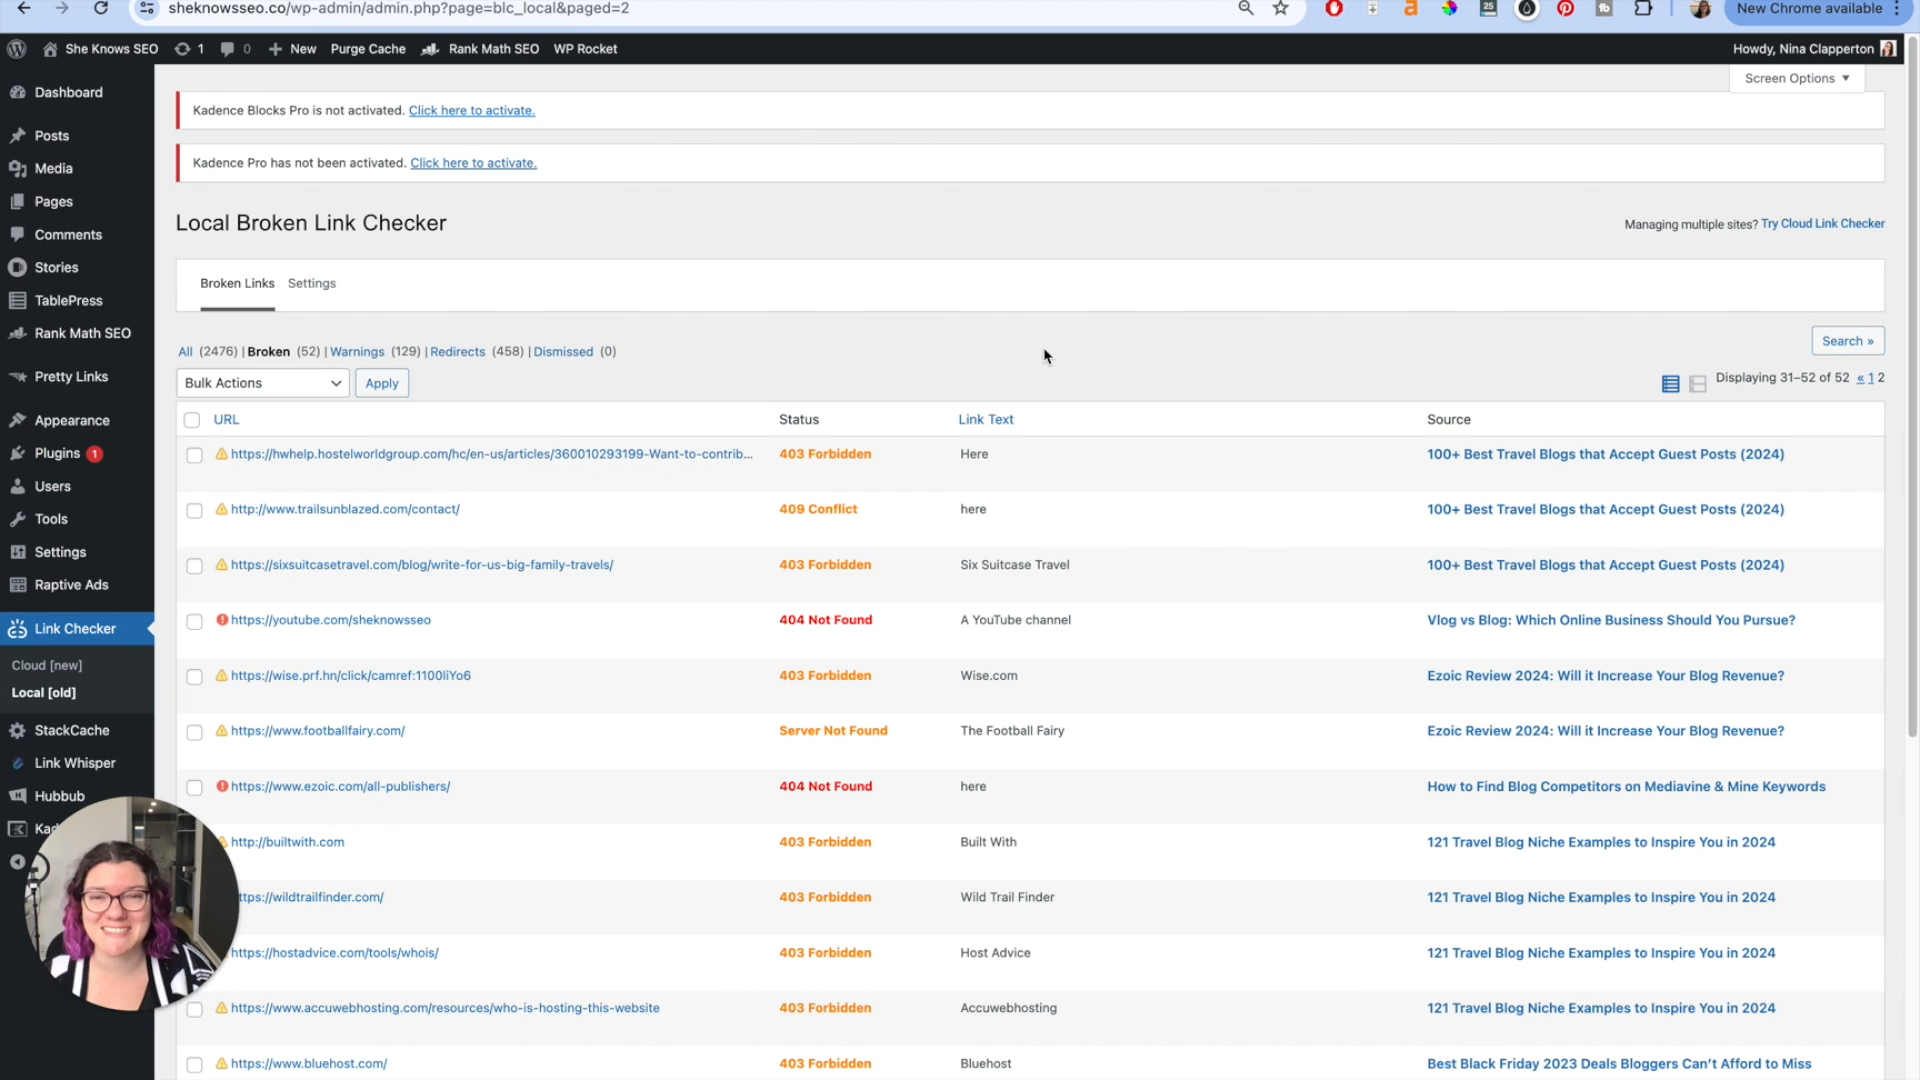 sheknowsseo.co/wp-admin/admin.php?page=blc_local&paged=2
New Chrome available
She Knows SEO 1 0 New Purge Cache Rank Math SEO WP Rocket
Howdy, Nina Clapperton
Screen Options
Dashboard
Posts
Media
Pages
Comments
Stories
TablePress
Rank Math SEO
Pretty Links
Appearance
Plugins 1
Users
Tools
Settings
Raptive Ads
Link Checker
Cloud [new]
Local [old]
StackCache
Link Whisper
Hubbub
Kadence Blocks Pro is not activated. Click here to activate.
Kadence Pro has not been activated. Click here to activate.
Local Broken Link Checker
Managing multiple sites? Try Cloud Link Checker
Broken Links Settings
All (2476) | Broken (52) | Warnings (129) | Redirects (458) | Dismissed (0)
Search »
Bulk Actions Apply
Displaying 31–52 of 52 « 1 2
URL Status Link Text Source
https://hwhelp.hostelworldgroup.com/hc/en-us/articles/360010293199-Want-to-contrib... 403 Forbidden Here 100+ Best Travel Blogs that Accept Guest Posts (2024)
http://www.trailsunblazed.com/contact/ 409 Conflict here 100+ Best Travel Blogs that Accept Guest Posts (2024)
https://sixsuitcasetravel.com/blog/write-for-us-big-family-travels/ 403 Forbidden Six Suitcase Travel 100+ Best Travel Blogs that Accept Guest Posts (2024)
https://youtube.com/sheknowsseo 404 Not Found A YouTube channel Vlog vs Blog: Which Online Business Should You Pursue?
https://wise.prf.hn/click/camref:1100liYo6 403 Forbidden Wise.com Ezoic Review 2024: Will it Increase Your Blog Revenue?
https://www.footballfairy.com/ Server Not Found The Football Fairy Ezoic Review 2024: Will it Increase Your Blog Revenue?
https://www.ezoic.com/all-publishers/ 404 Not Found here How to Find Blog Competitors on Mediavine & Mine Keywords
http://builtwith.com 403 Forbidden Built With 121 Travel Blog Niche Examples to Inspire You in 2024
ttps://wildtrailfinder.com/ 403 Forbidden Wild Trail Finder 121 Travel Blog Niche Examples to Inspire You in 2024
https://hostadvice.com/tools/whois/ 403 Forbidden Host Advice 121 Travel Blog Niche Examples to Inspire You in 2024
https://www.accuwebhosting.com/resources/who-is-hosting-this-website 403 Forbidden Accuwebhosting 121 Travel Blog Niche Examples to Inspire You in 2024
https://www.bluehost.com/ 403 Forbidden Bluehost Best Black Friday 2023 Deals Bloggers Can't Afford to Miss